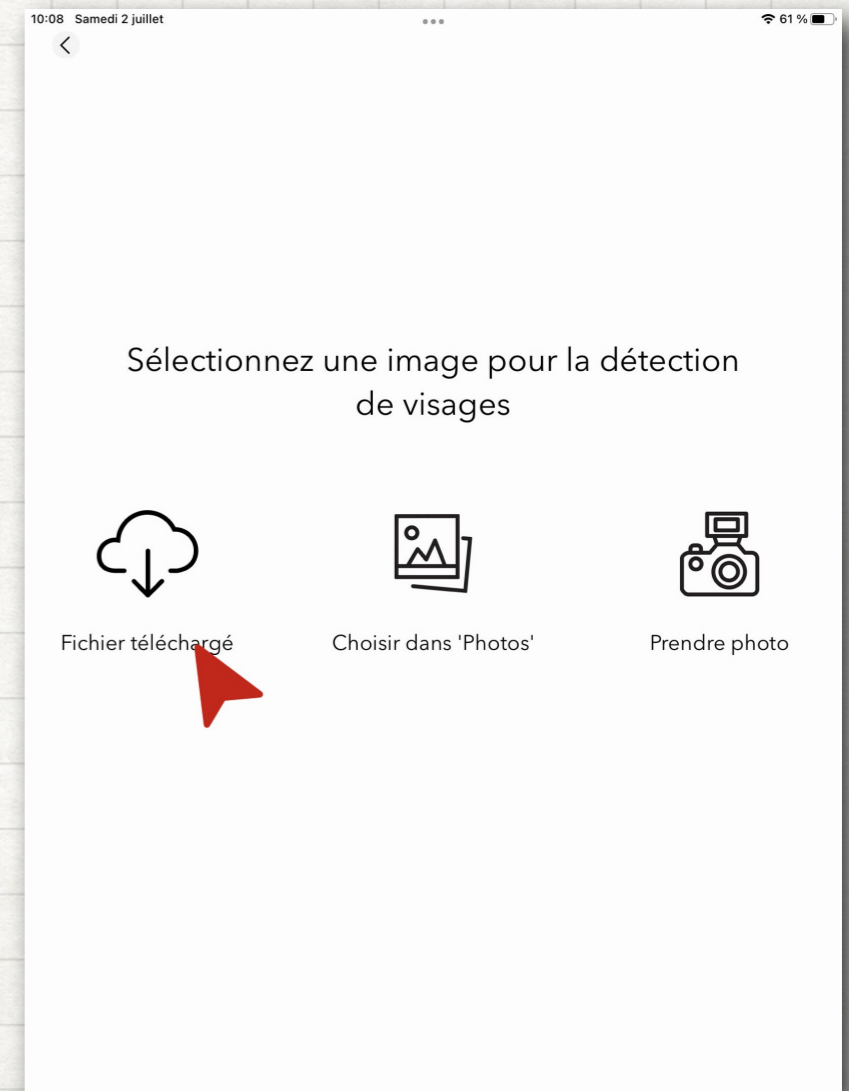 10:08 Samedi 2 juillet
61 %
Sélectionnez une image pour la détection
de visages
Fichier téléchargé
Choisir dans 'Photos'
Prendre photo